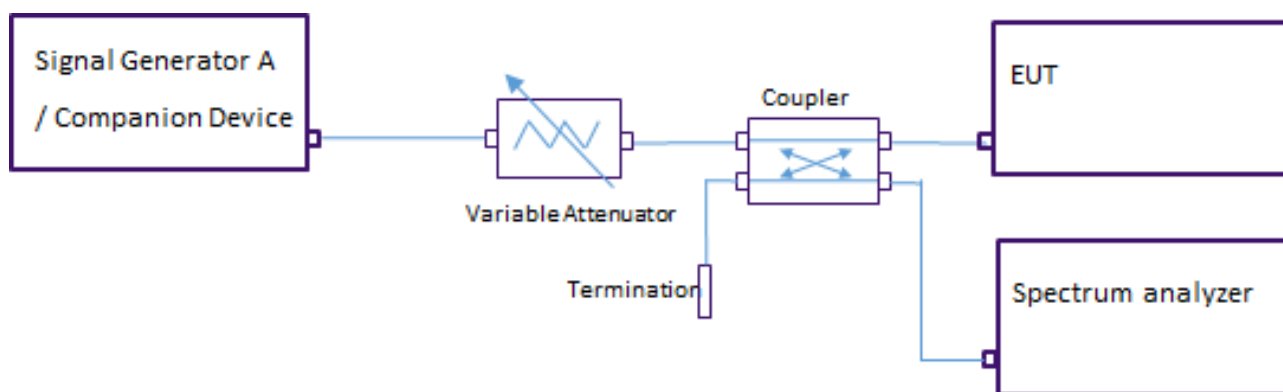 Signal Generator A
/ Companion Device
Variable Attenuator
Coupler
Termination
EUT
Spectrum analyzer